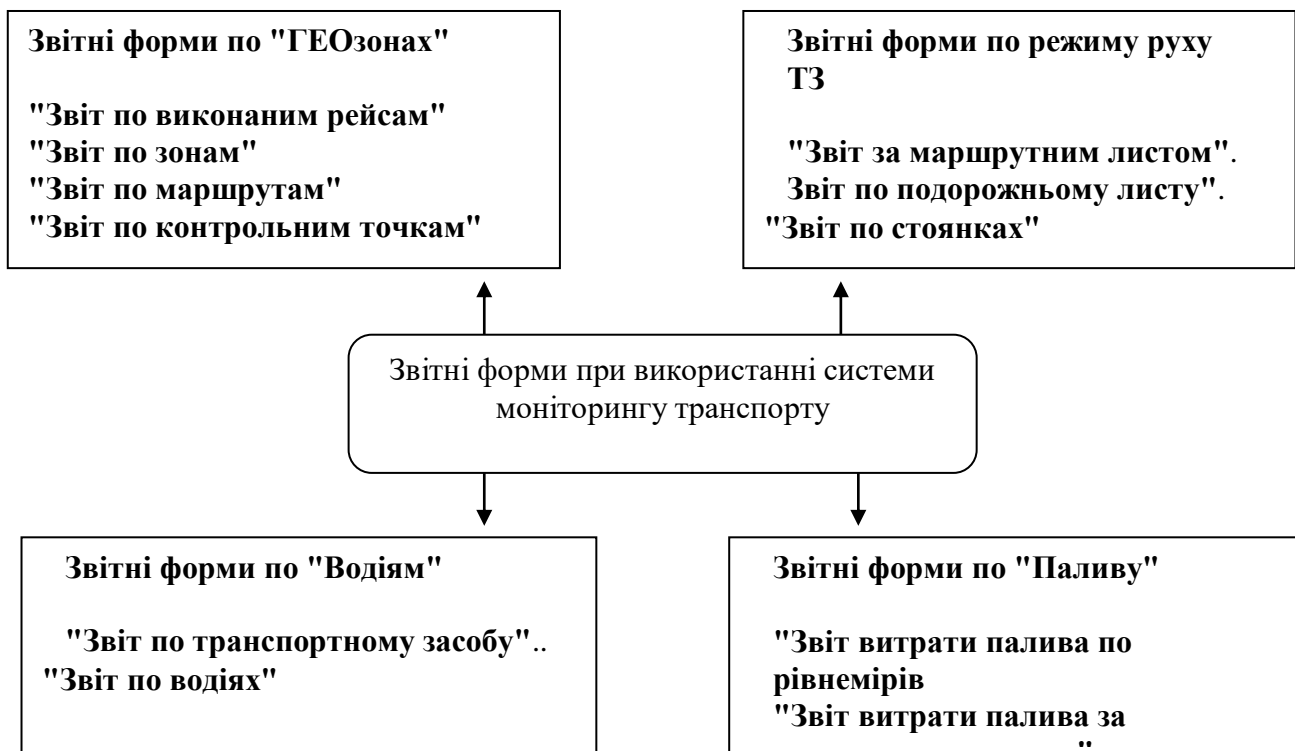 Звітні форми по "ГЕОзонах"
"Звіт по виконаним рейсам"
"Звіт по зонам"
"Звіт по маршрутам"
"Звіт по контрольним точкам"
Звітні форми по режиму руху
ТЗ
"Звіт за маршрутним листом".
Звіт по подорожньому листу".
"Звіт по стоянках"
Звітні форми при використанні системи
моніторингу транспорту
Звітні форми по "Водіям"
"Звіт по транспортному засобу"..
"Звіт по водіях"
Звітні форми по "Паливу"
"Звіт витрати палива по
рівнемірів
"Звіт витрати палива за